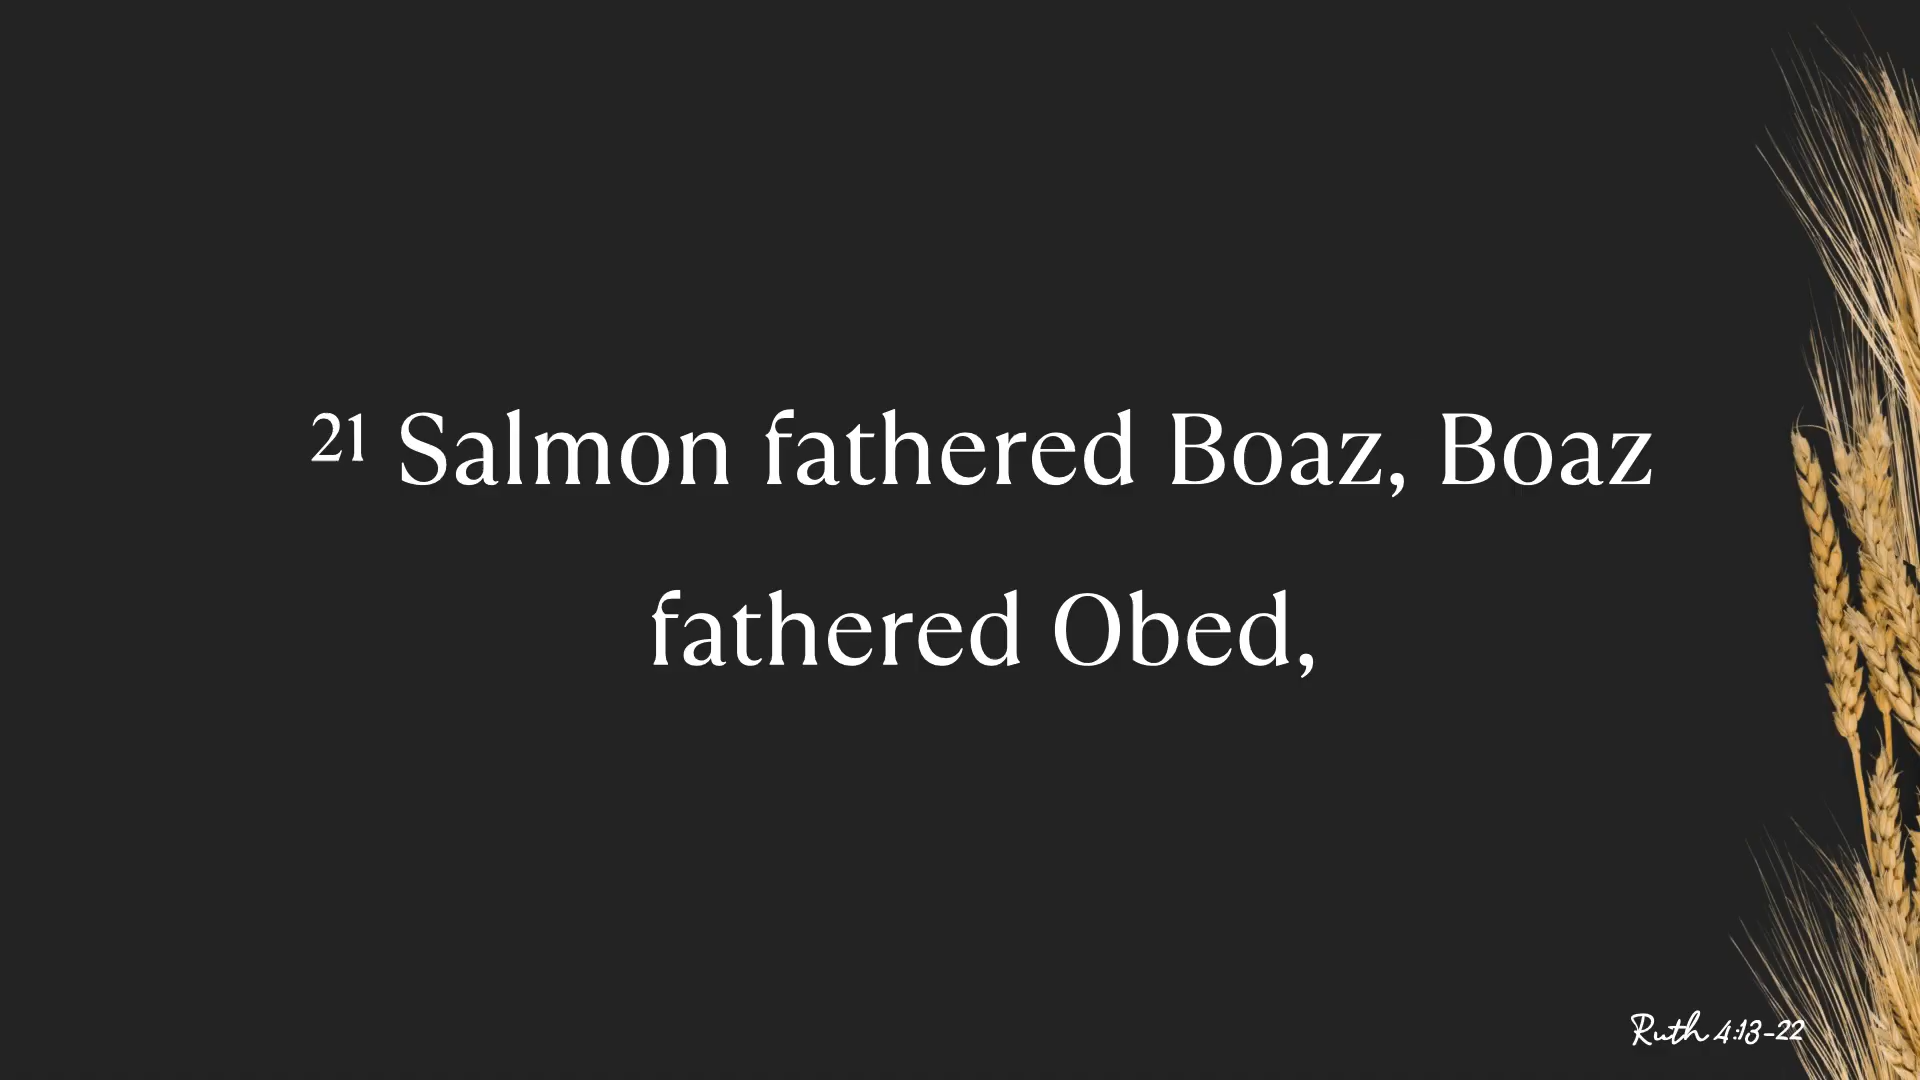 ²¹ Salmon fathered Boaz, Boaz
fathered Obed,
Ruth 4:13-22